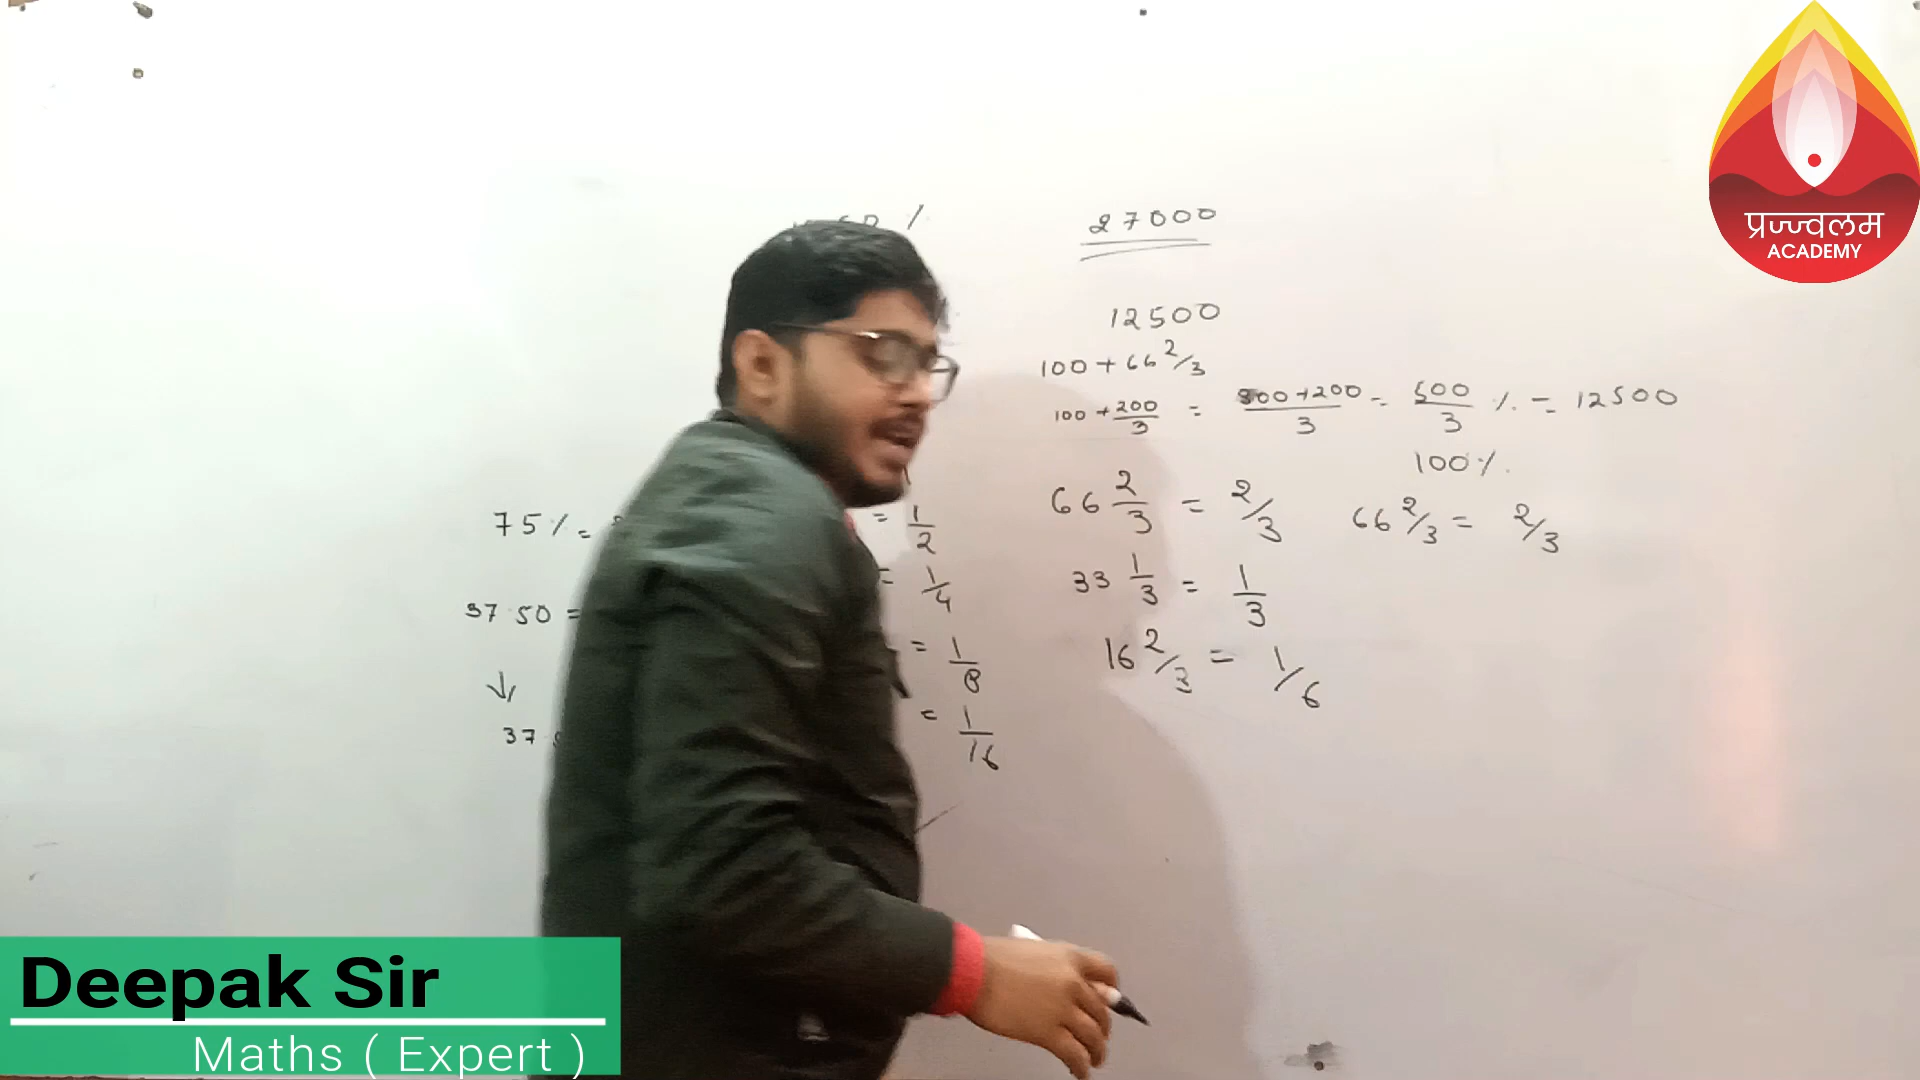 प्रज्ज्वलम
ACADEMY
27000
12500
100 + 66 2/3
100 + 200/3 = 300+200/3 = 500/3 % = 12500
100%.
75% =
= 1/2
66 2/3 = 2/3
66 2/3 = 2/3
37 50 =
= 1/4
33 1/3 = 1/3
= 1/8
16 2/3 = 1/6
37
= 1/16
Deepak Sir
Maths ( Expert )